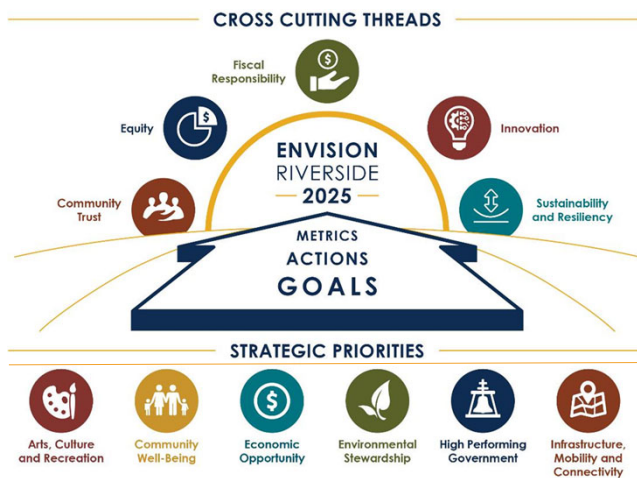 CROSS CUTTING THREADS
Fiscal
Responsibility
$
Equity
$
Innovation
ENVISION
RIVERSIDE
2025
Community
Trust
Sustainability
and Resiliency
METRICS
ACTIONS
GOALS
STRATEGIC PRIORITIES
$
Arts, Culture
and Recreation
Community
Well-Being
Economic
Opportunity
Environmental
Stewardship
High Performing
Government
Infrastructure,
Mobility and
Connectivity